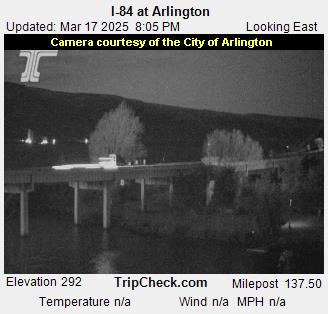 I-84 at Arlington
Updated: Mar 17 2025 8:05 PM Looking East
Camera courtesy of the City of Arlington
Elevation 292 TripCheck.com Milepost 137.50
Temperature n/a Wind n/a MPH n/a